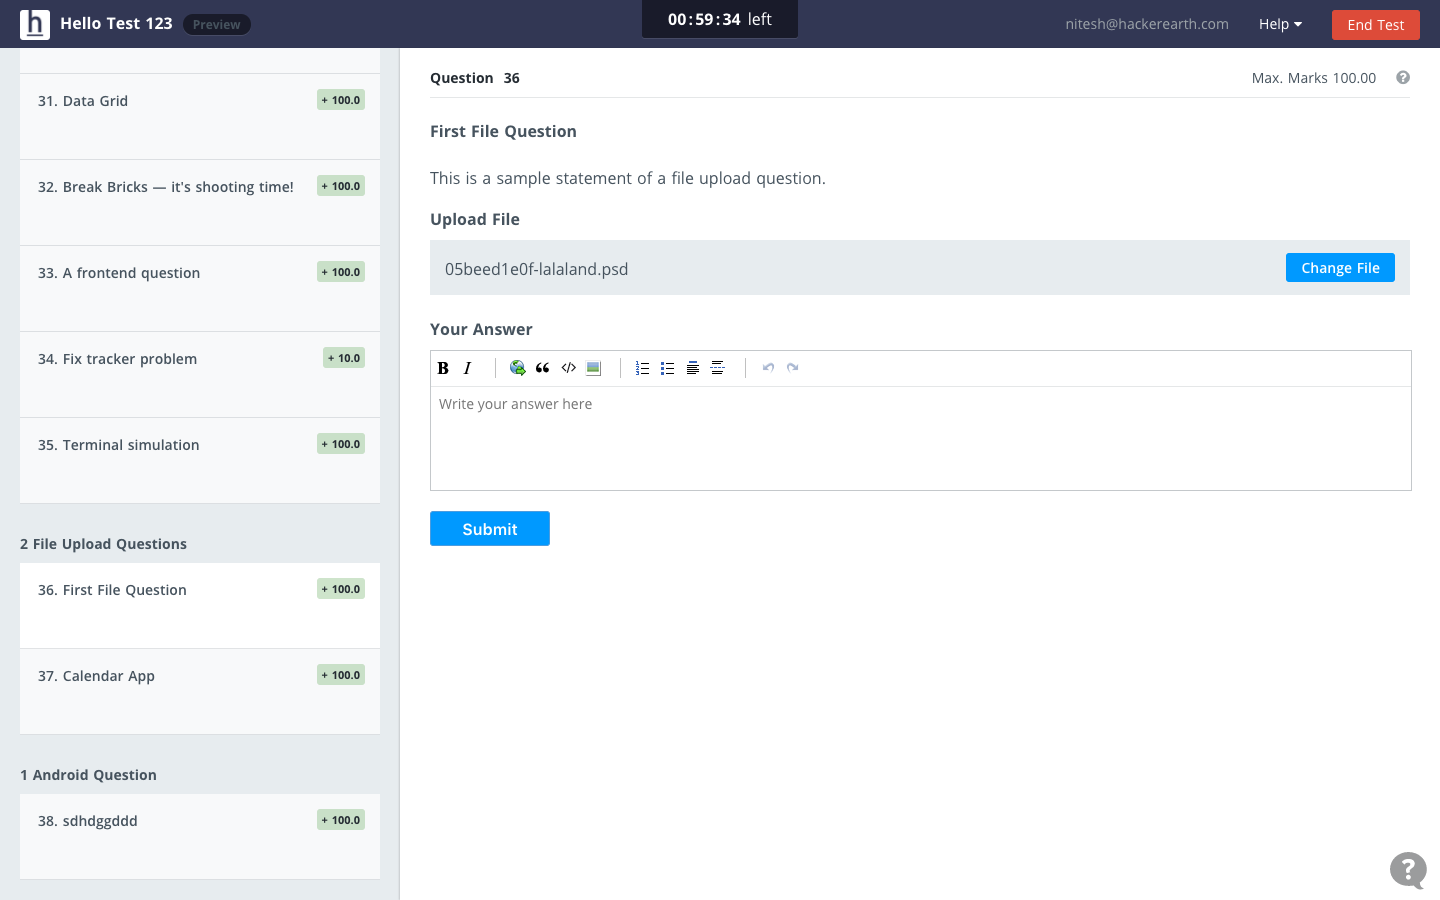 h Hello Test 123 Preview 00:59:34 left nitesh@hackerearth.com Help End Test
31. Data Grid + 100.0
32. Break Bricks — it's shooting time! + 100.0
33. A frontend question + 100.0
34. Fix tracker problem + 10.0
35. Terminal simulation + 100.0
2 File Upload Questions
36. First File Question + 100.0
37. Calendar App + 100.0
1 Android Question
38. sdhdggddd + 100.0
Question 36 Max. Marks 100.00 ?
First File Question
This is a sample statement of a file upload question.
Upload File
05beed1e0f-lalaland.psd Change File
Your Answer
B I
Write your answer here
Submit
?